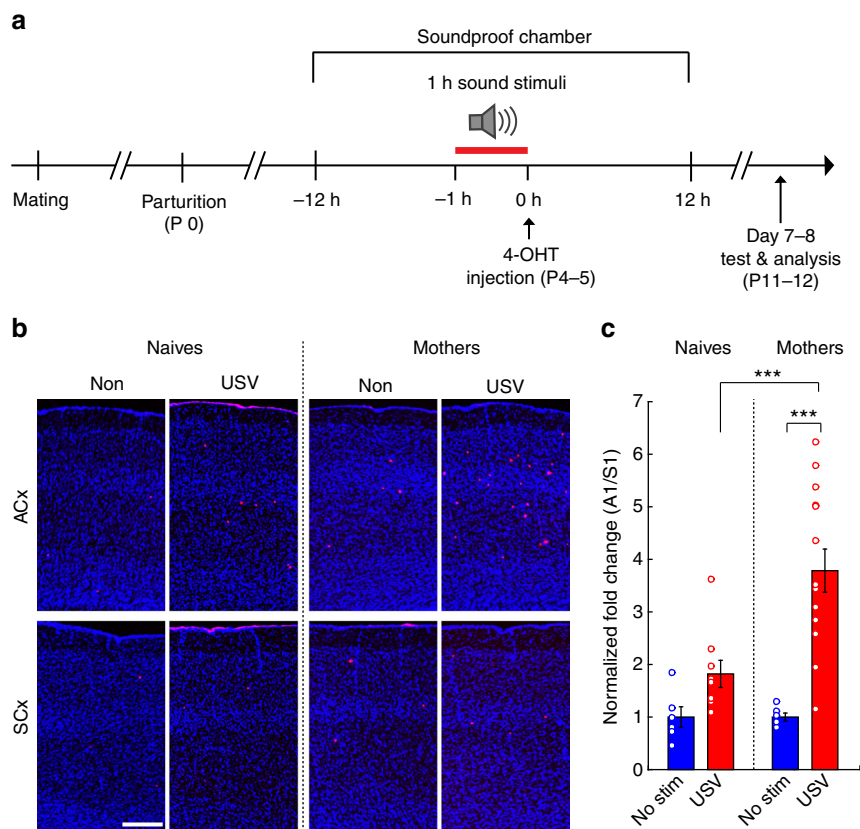 a
Soundproof chamber
1 h sound stimuli
Mating
Parturition
(P 0)
–12 h
–1 h
0 h
12 h
4-OHT
injection (P4–5)
Day 7–8
test & analysis
(P11–12)
b
Naives
Mothers
Non
USV
Non
USV
ACx
SCx
c
Naives
Mothers
***
***
Normalized fold change (A1/S1)
7
6
5
4
3
2
1
0
No stim
USV
No stim
USV